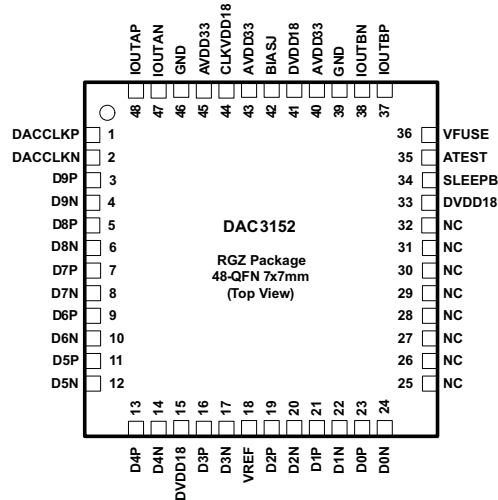 IOUTAP
IOUTAN
GND
AVDD33
CLKVDD18
AVDD33
BIASJ
DVDD18
AVDD33
GND
IOUTBN
IOUTBP
48
47
46
45
44
43
42
41
40
39
38
37
DACCLKP 1
DACCLKN 2
D9P 3
D9N 4
D8P 5
D8N 6
D7P 7
D7N 8
D6P 9
D6N 10
D5P 11
D5N 12
DAC3152
RGZ Package
48-QFN 7x7mm
(Top View)
36 VFUSE
35 ATEST
34 SLEEPB
33 DVDD18
32 NC
31 NC
30 NC
29 NC
28 NC
27 NC
26 NC
25 NC
13
14
15
16
17
18
19
20
21
22
23
24
D4P
D4N
DVDD18
D3P
D3N
VREF
D2P
D2N
D1P
D1N
D0P
D0N